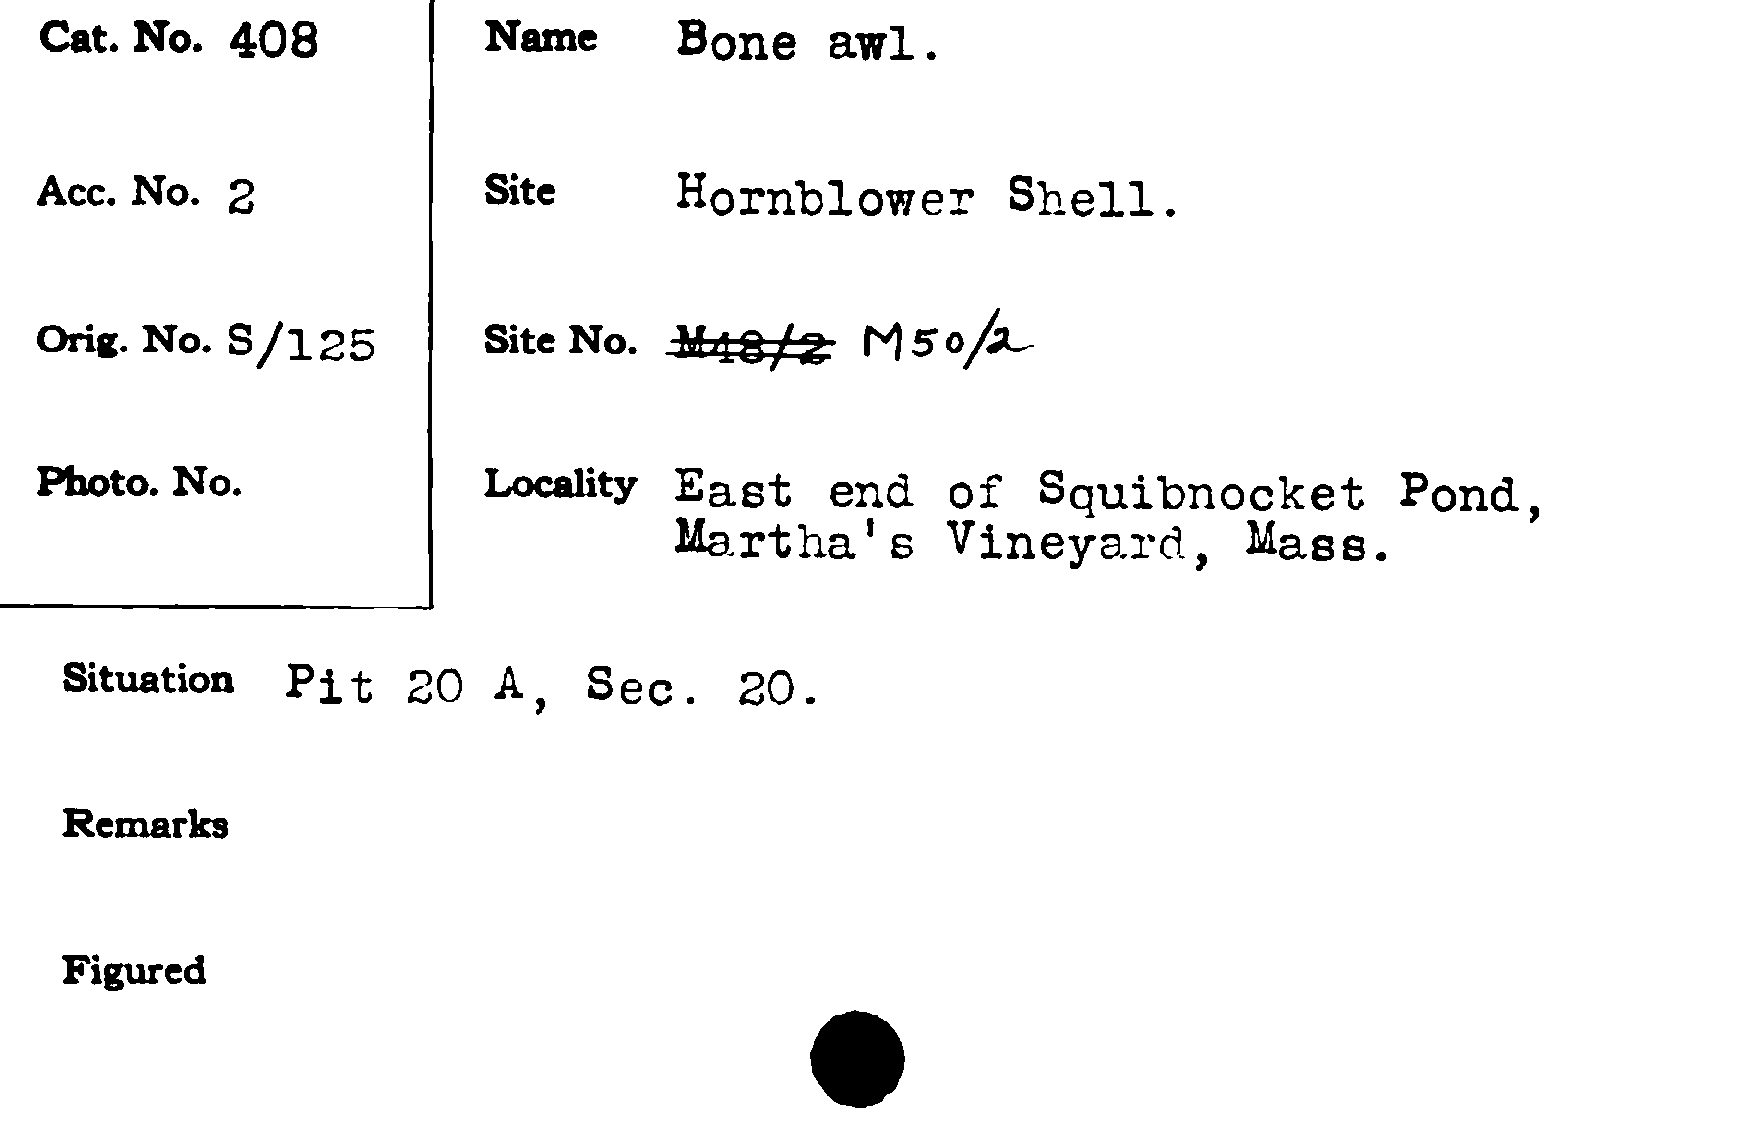 Cat. No. 408
Name Bone awl.
Acc. No. 2
Site Hornblower Shell.
Orig. No. S/125
Site No. M48/2 M50/2
Photo. No.
Locality East end of Squibnocket Pond,
Martha's Vineyard, Mass.
Situation Pit 20 A, Sec. 20.
Remarks
Figured